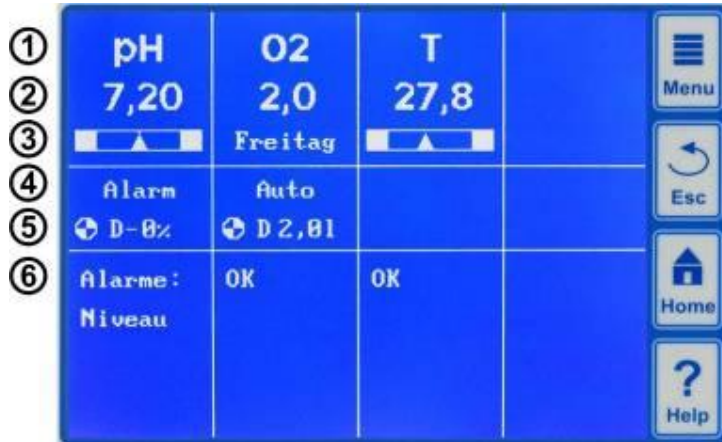 ① pH O2 T
② 7,20 2,0 27,8
③ Freitag
④ Alarm Auto
⑤ D-0% D 2,0l
⑥ Alarme: OK OK
Niveau
Menu
Esc
Home
? Help